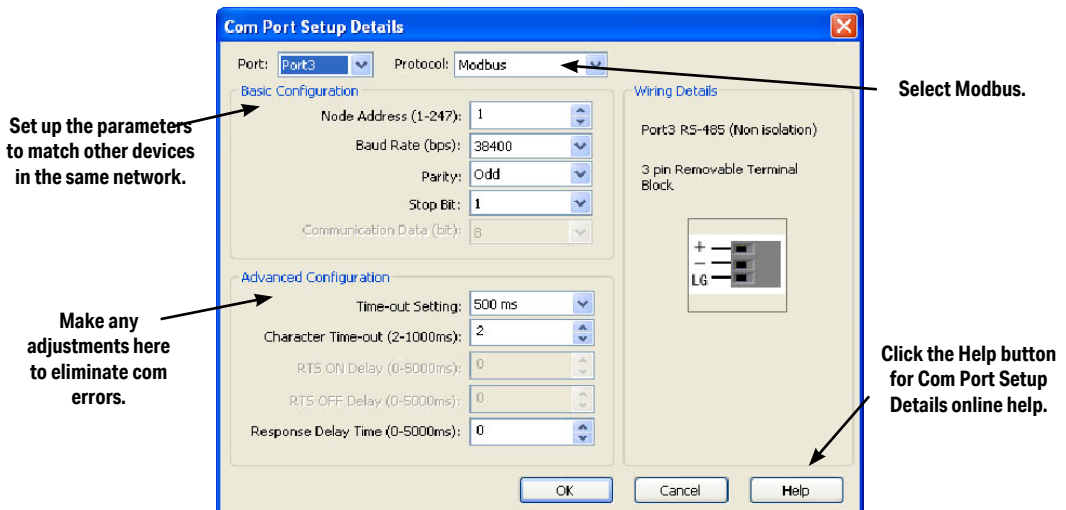 Com Port Setup Details
Port: Port3 Protocol: Modbus
Select Modbus.
Basic Configuration
Wiring Details
Set up the parameters
to match other devices
in the same network.
Node Address (1-247): 1
Baud Rate (bps): 38400
Parity: Odd
Stop Bit: 1
Communication Data (bit): 8
Port3 RS-485 (Non isolation)
3 pin Removable Terminal
Block
+
−
LG
Advanced Configuration
Make any
adjustments here
to eliminate com
errors.
Time-out Setting: 500 ms
Character Time-out (2-1000ms): 2
RTS ON Delay (0-5000ms): 0
RTS OFF Delay (0-5000ms): 0
Response Delay Time (0-5000ms): 0
Click the Help button
for Com Port Setup
Details online help.
OK Cancel Help